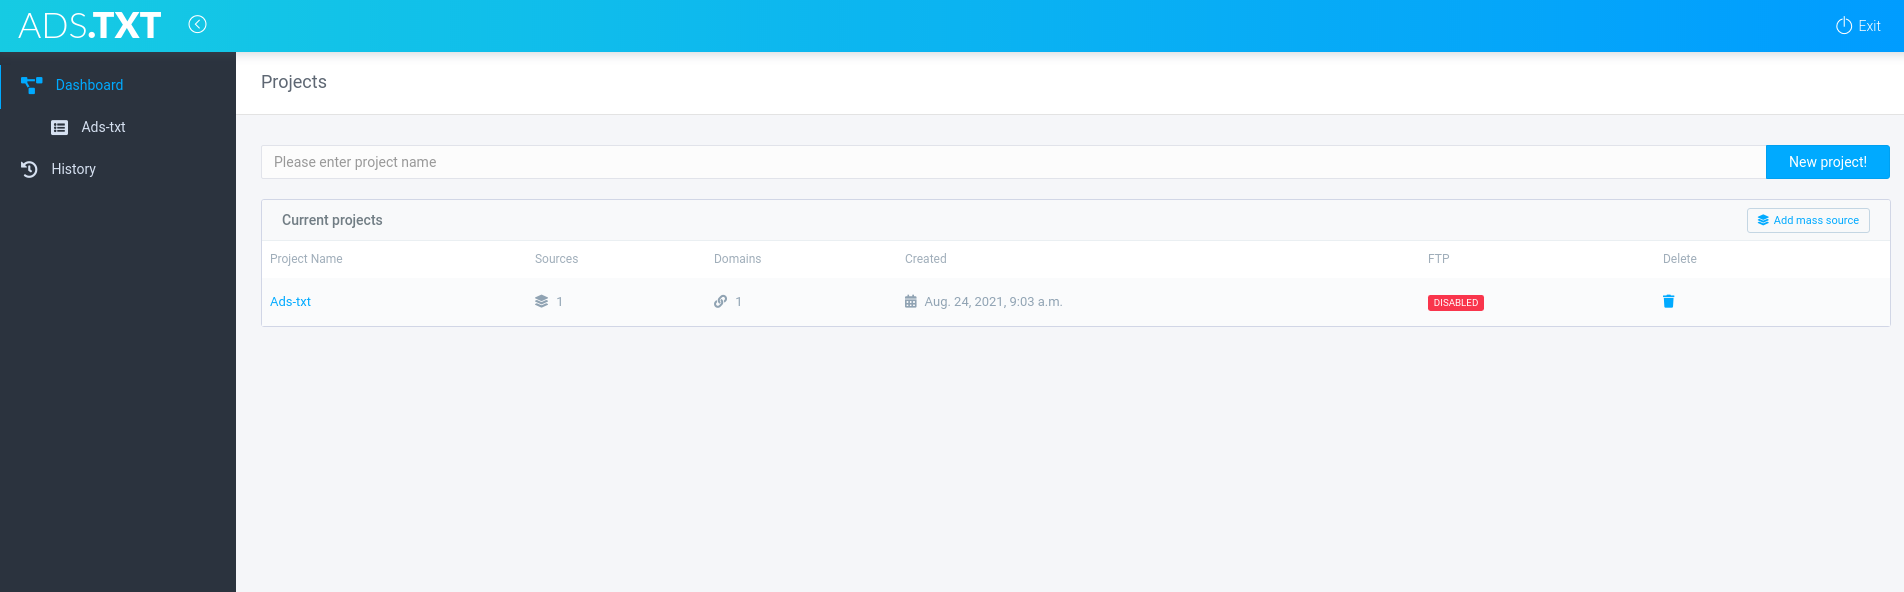 ADS.TXT
Exit
Dashboard
Ads-txt
History
Projects
Please enter project name
New project!
Current projects
Add mass source
Project Name Sources Domains Created FTP Delete
Ads-txt 1 1 Aug. 24, 2021, 9:03 a.m. DISABLED